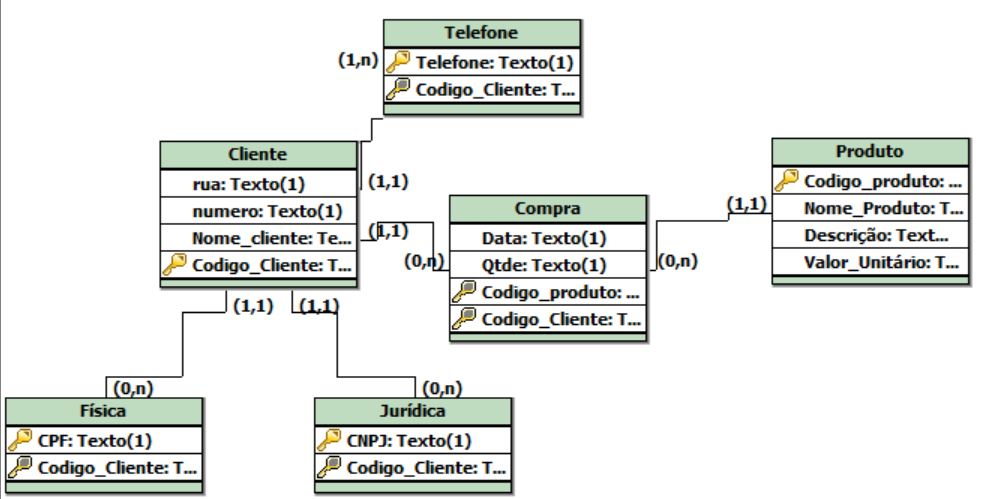 Telefone
(1,n)
Telefone: Texto(1)
Codigo_Cliente: T...
Cliente
rua: Texto(1)
numero: Texto(1)
Nome_cliente: Te...
Codigo_Cliente: T...
(1,1)
(1,1)
(0,n)
Compra
Data: Texto(1)
Qtde: Texto(1)
Codigo_produto: ...
Codigo_Cliente: T...
(0,n)
(1,1)
Produto
Codigo_produto: ...
Nome_Produto: T...
Descrição: Text...
Valor_Unitário: T...
(1,1)
(1,1)
(0,n)
(0,n)
Física
CPF: Texto(1)
Codigo_Cliente: T...
Jurídica
CNPJ: Texto(1)
Codigo_Cliente: T...